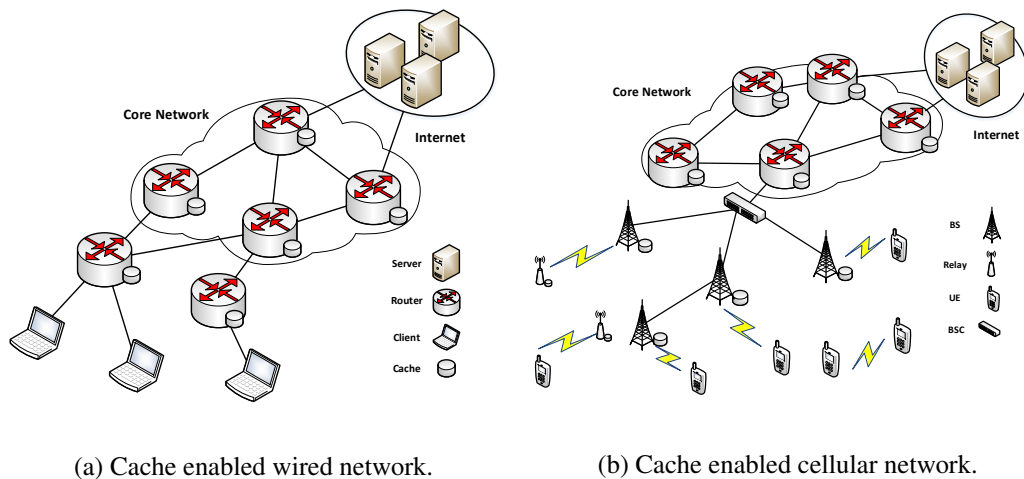 Core Network
Internet
Server
Router
Client
Cache
(a) Cache enabled wired network.
Core Network
Internet
BS
Relay
UE
BSC
(b) Cache enabled cellular network.